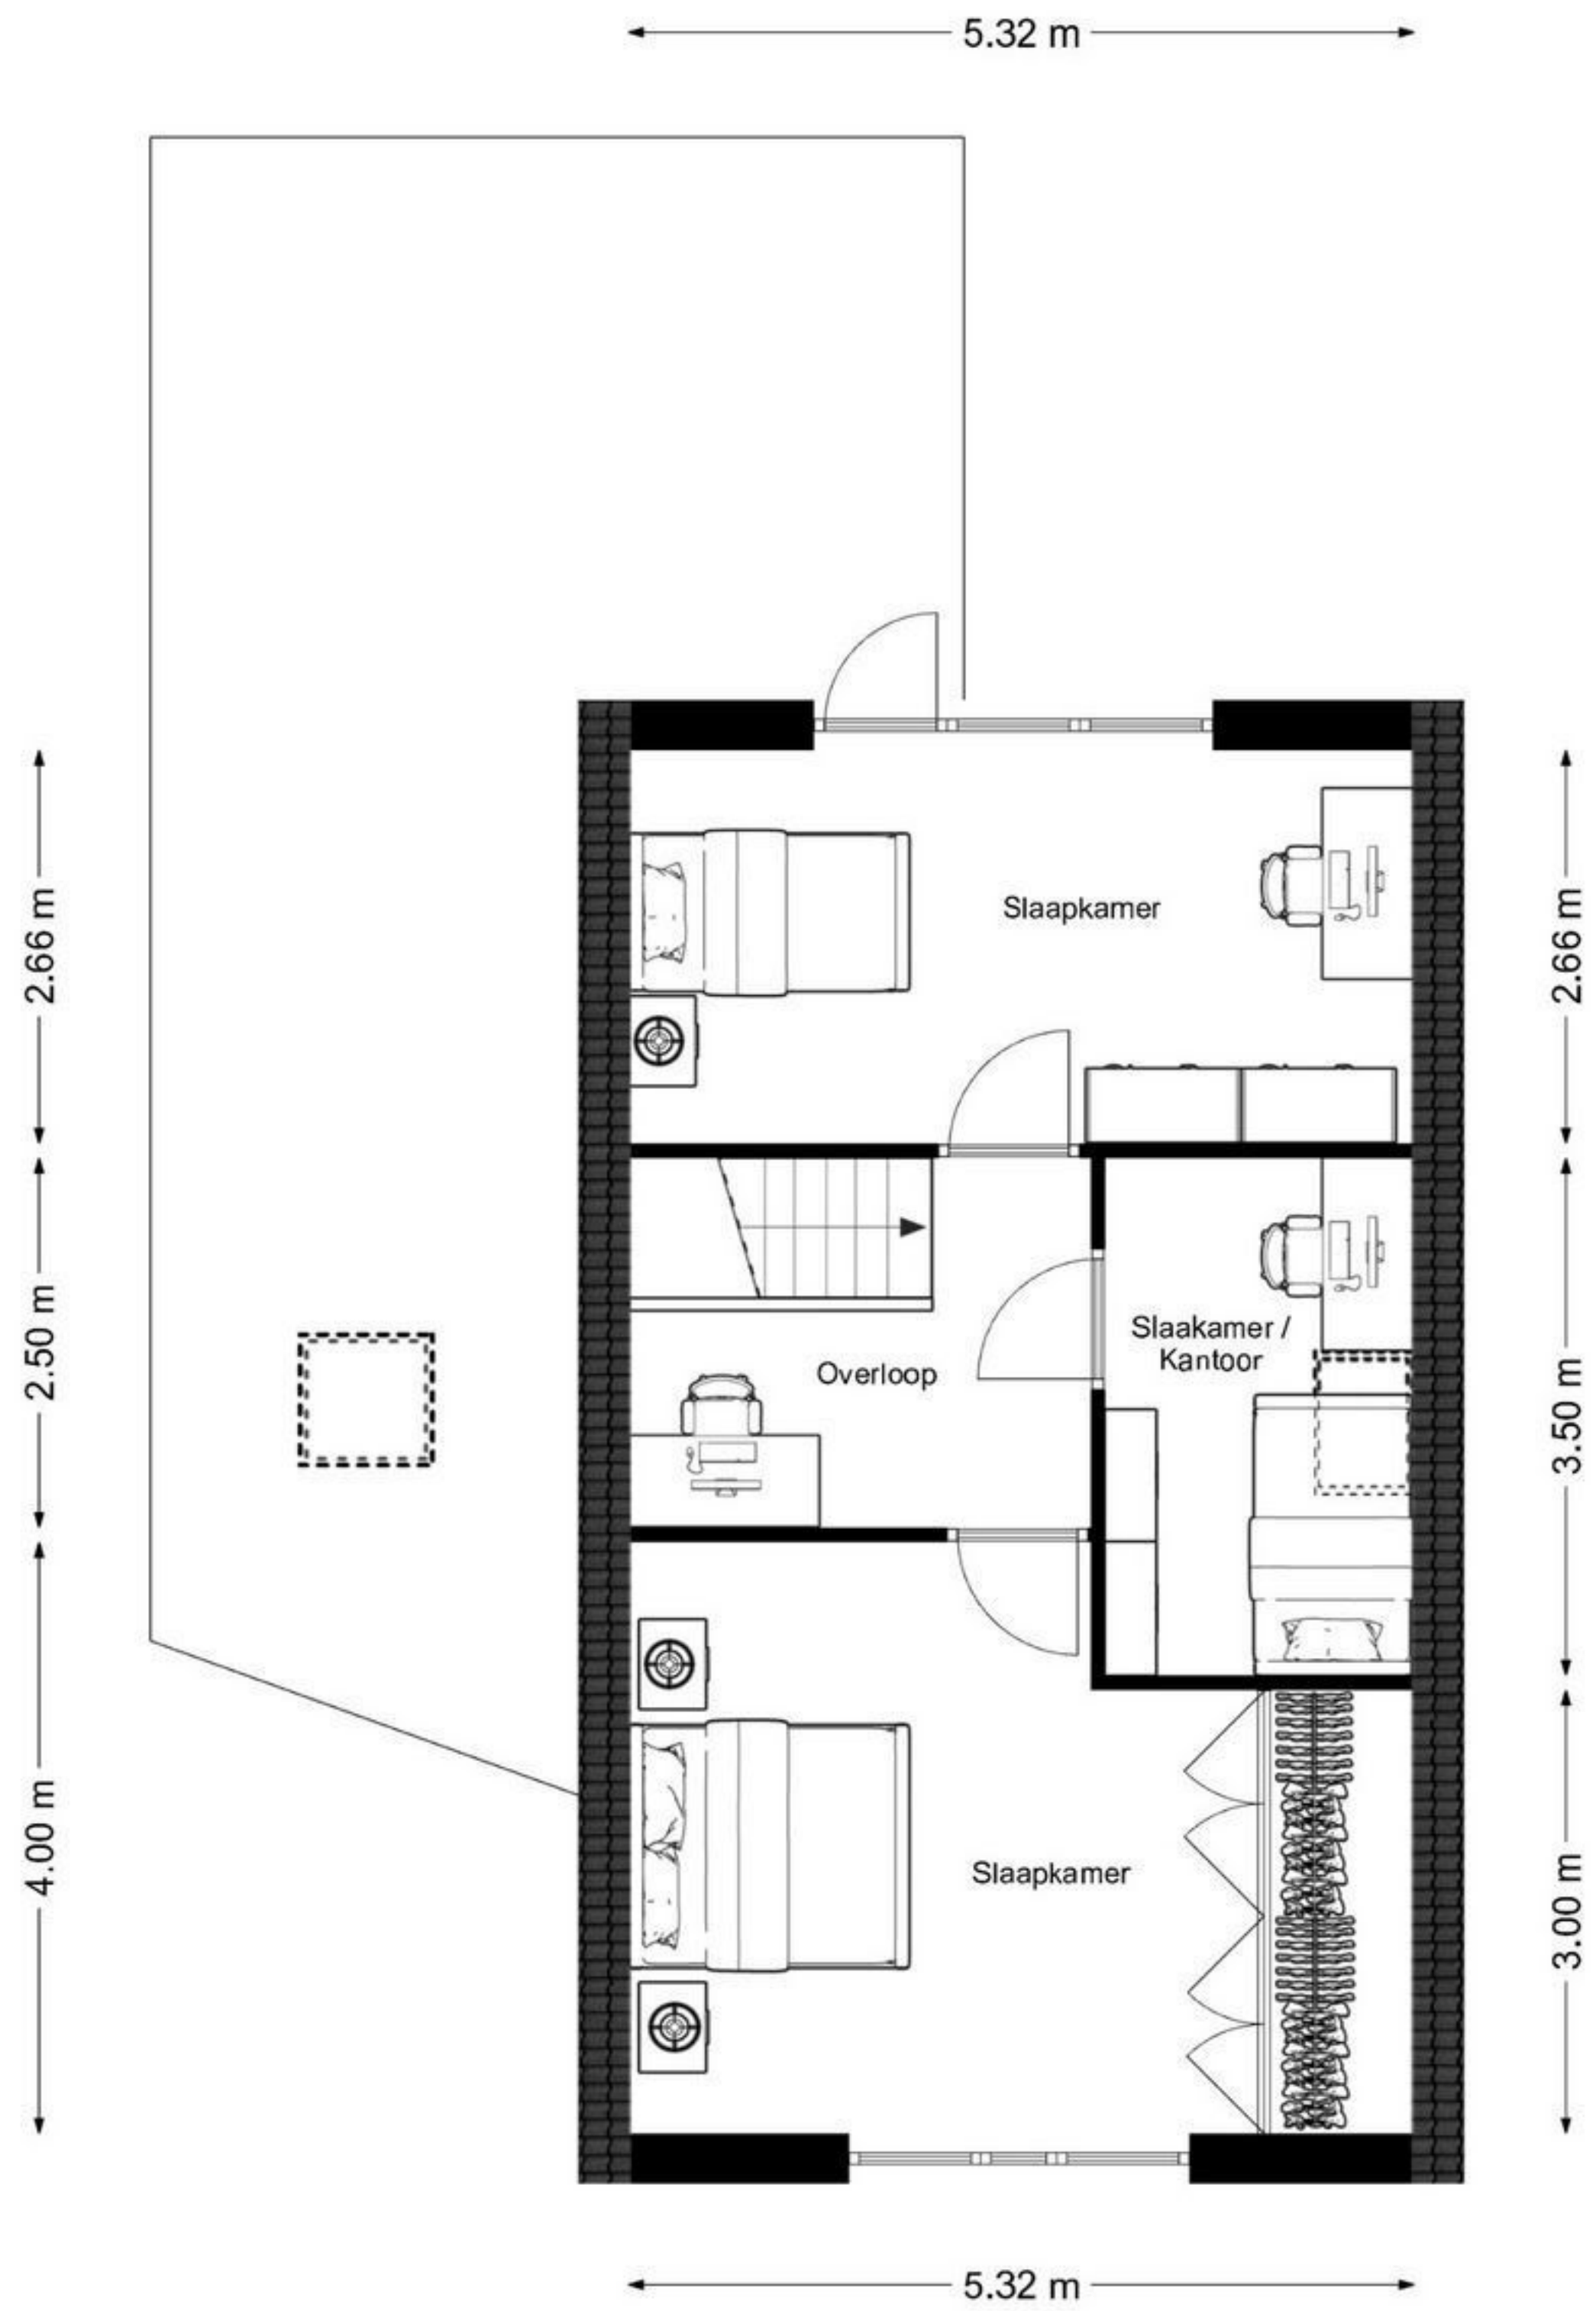 5.32 m
2.66 m
Slaapkamer
2.66 m
2.50 m
Overloop
Slaakamer /
Kantoor
3.50 m
4.00 m
Slaapkamer
3.00 m
5.32 m